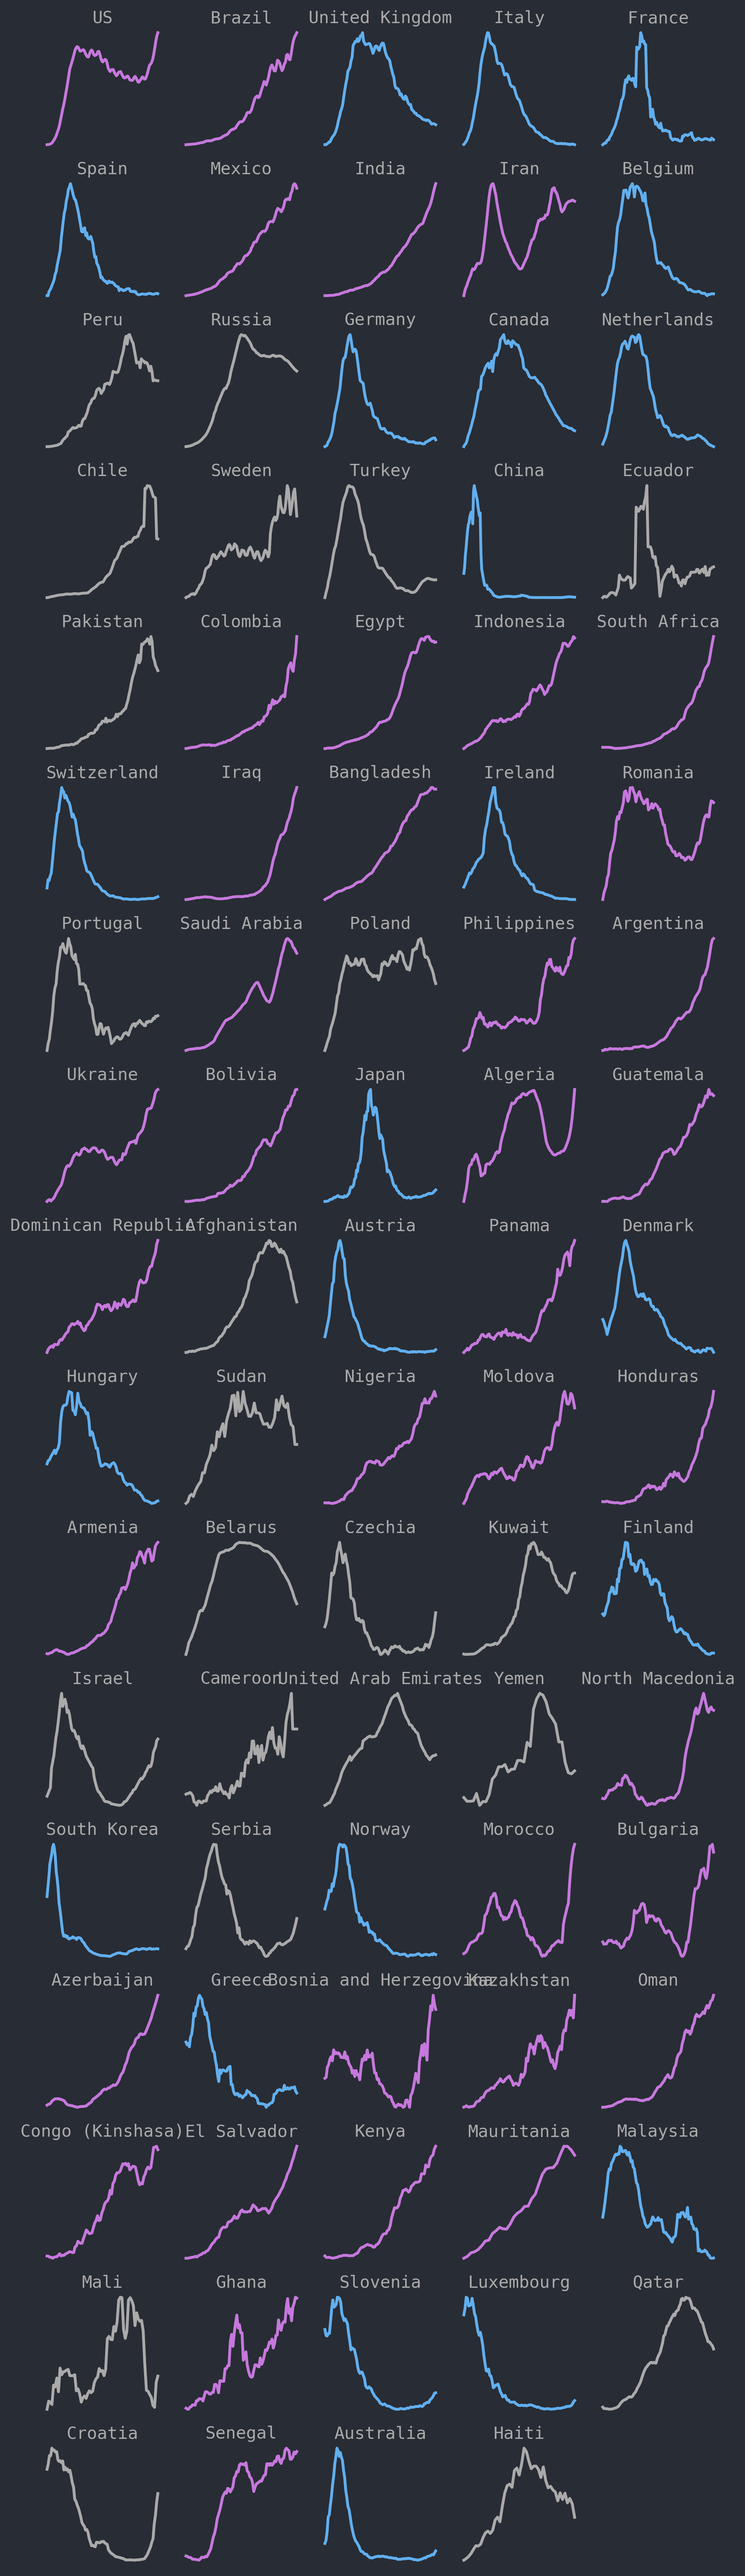 US Brazil United Kingdom Italy France
Spain Mexico India Iran Belgium
Peru Russia Germany Canada Netherlands
Chile Sweden Turkey China Ecuador
Pakistan Colombia Egypt Indonesia South Africa
Switzerland Iraq Bangladesh Ireland Romania
Portugal Saudi Arabia Poland Philippines Argentina
Ukraine Bolivia Japan Algeria Guatemala
Dominican Republic Afghanistan Austria Panama Denmark
Hungary Sudan Nigeria Moldova Honduras
Armenia Belarus Czechia Kuwait Finland
Israel Cameroon United Arab Emirates Yemen North Macedonia
South Korea Serbia Norway Morocco Bulgaria
Azerbaijan Greece Bosnia and Herzegovina Kazakhstan Oman
Congo (Kinshasa) El Salvador Kenya Mauritania Malaysia
Mali Ghana Slovenia Luxembourg Qatar
Croatia Senegal Australia Haiti